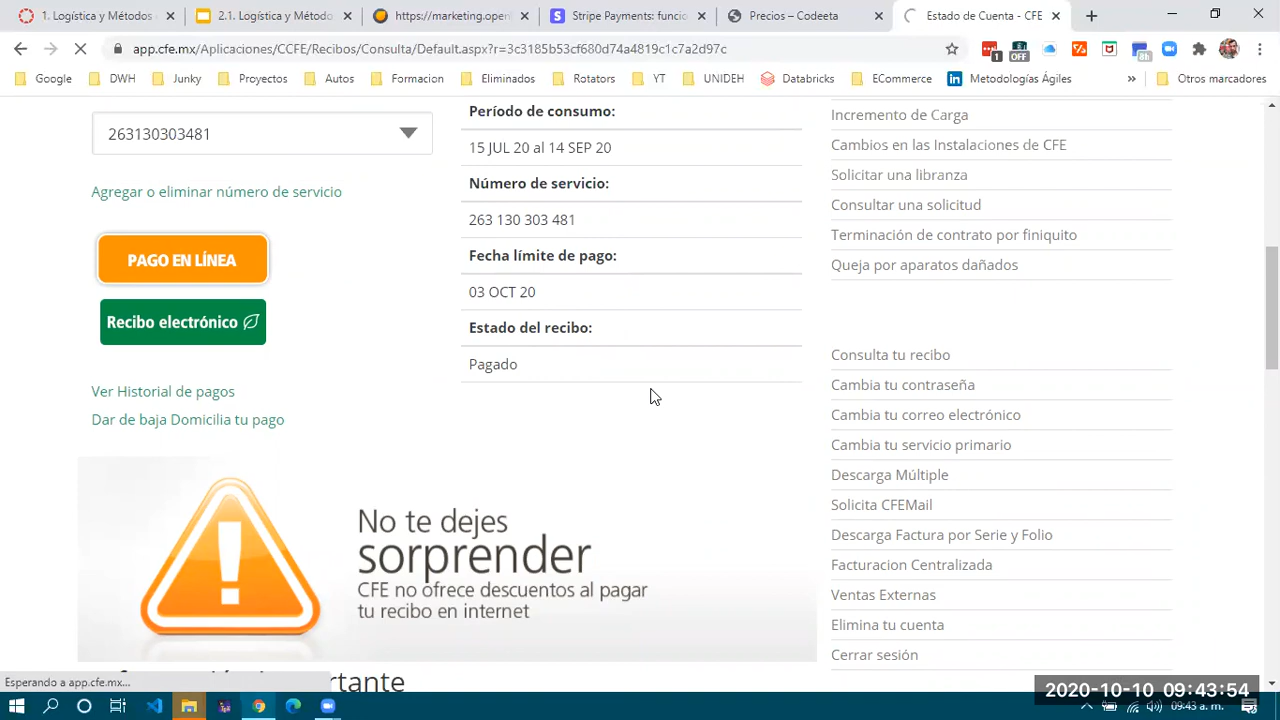 1. Logística y Métodos
2.1. Logística y Método
https://marketing.openl
Stripe Payments: funcio
Precios – Codeeta
Estado de Cuenta - CFE
app.cfe.mx/Aplicaciones/CCFE/Recibos/Consulta/Default.aspx?r=3c3185b53cf680d74a4819c1c7a2d97c
1
OFF
8h
Google
DWH
Junky
Proyectos
Autos
Formacion
Eliminados
Rotators
YT
UNIDEH
Databricks
ECommerce
Metodologías Ágiles
»
Otros marcadores
263130303481
Agregar o eliminar número de servicio
PAGO EN LÍNEA
Recibo electrónico
Ver Historial de pagos
Dar de baja Domicilia tu pago
Período de consumo:
15 JUL 20 al 14 SEP 20
Número de servicio:
263 130 303 481
Fecha límite de pago:
03 OCT 20
Estado del recibo:
Pagado
Incremento de Carga
Cambios en las Instalaciones de CFE
Solicitar una libranza
Consultar una solicitud
Terminación de contrato por finiquito
Queja por aparatos dañados
Consulta tu recibo
Cambia tu contraseña
Cambia tu correo electrónico
Cambia tu servicio primario
Descarga Múltiple
Solicita CFEMail
Descarga Factura por Serie y Folio
Facturacion Centralizada
Ventas Externas
Elimina tu cuenta
Cerrar sesión
No te dejes
sorprender
CFE no ofrece descuentos al pagar
tu recibo en internet
rtante
Esperando a app.cfe.mx...
2020-10-10 09:43:54
09:43 a. m.